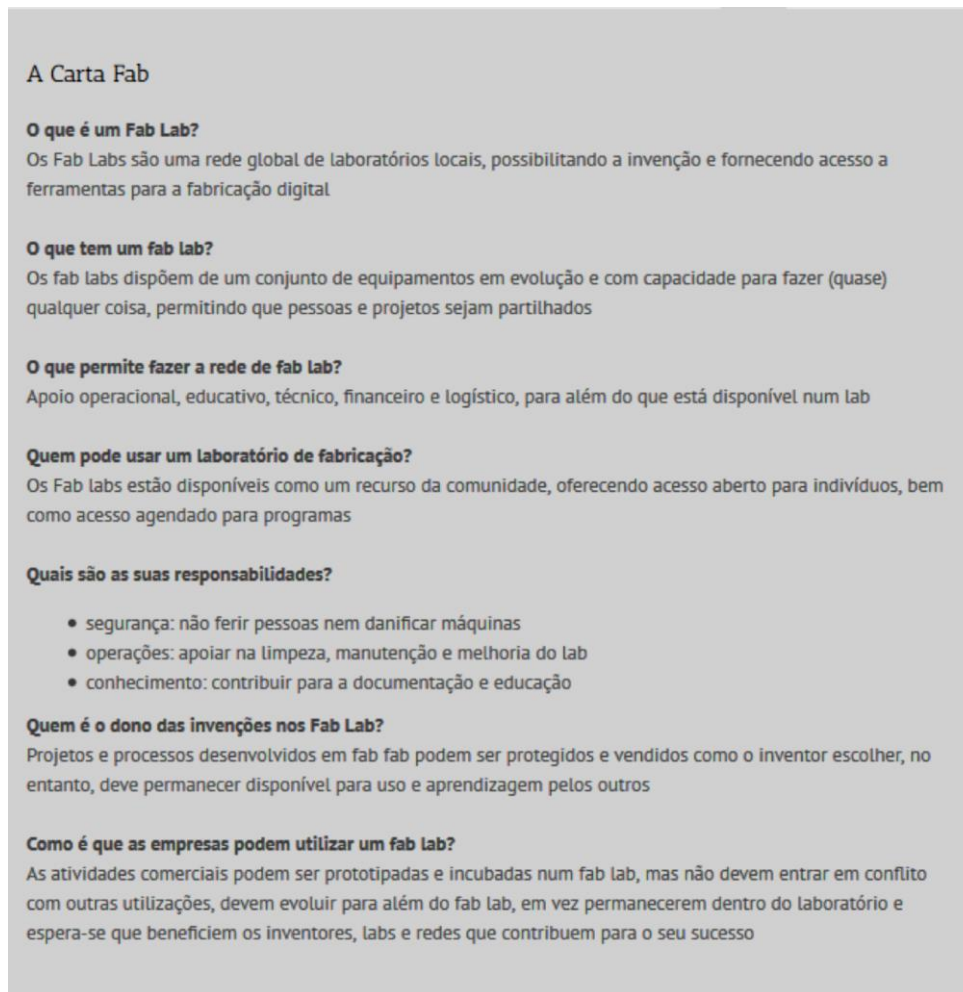 A Carta Fab
O que é um Fab Lab?
Os Fab Labs são uma rede global de laboratórios locais, possibilitando a invenção e fornecendo acesso a
ferramentas para a fabricação digital
O que tem um fab lab?
Os fab labs dispõem de um conjunto de equipamentos em evolução e com capacidade para fazer (quase)
qualquer coisa, permitindo que pessoas e projetos sejam partilhados
O que permite fazer a rede de fab lab?
Apoio operacional, educativo, técnico, financeiro e logístico, para além do que está disponível num lab
Quem pode usar um laboratório de fabricação?
Os Fab labs estão disponíveis como um recurso da comunidade, oferecendo acesso aberto para indivíduos, bem
como acesso agendado para programas
Quais são as suas responsabilidades?
• segurança: não ferir pessoas nem danificar máquinas
• operações: apoiar na limpeza, manutenção e melhoria do lab
• conhecimento: contribuir para a documentação e educação
Quem é o dono das invenções nos Fab Lab?
Projetos e processos desenvolvidos em fab fab podem ser protegidos e vendidos como o inventor escolher, no
entanto, deve permanecer disponível para uso e aprendizagem pelos outros
Como é que as empresas podem utilizar um fab lab?
As atividades comerciais podem ser prototipadas e incubadas num fab lab, mas não devem entrar em conflito
com outras utilizações, devem evoluir para além do fab lab, em vez permanecerem dentro do laboratório e
espera-se que beneficiem os inventores, labs e redes que contribuem para o seu sucesso